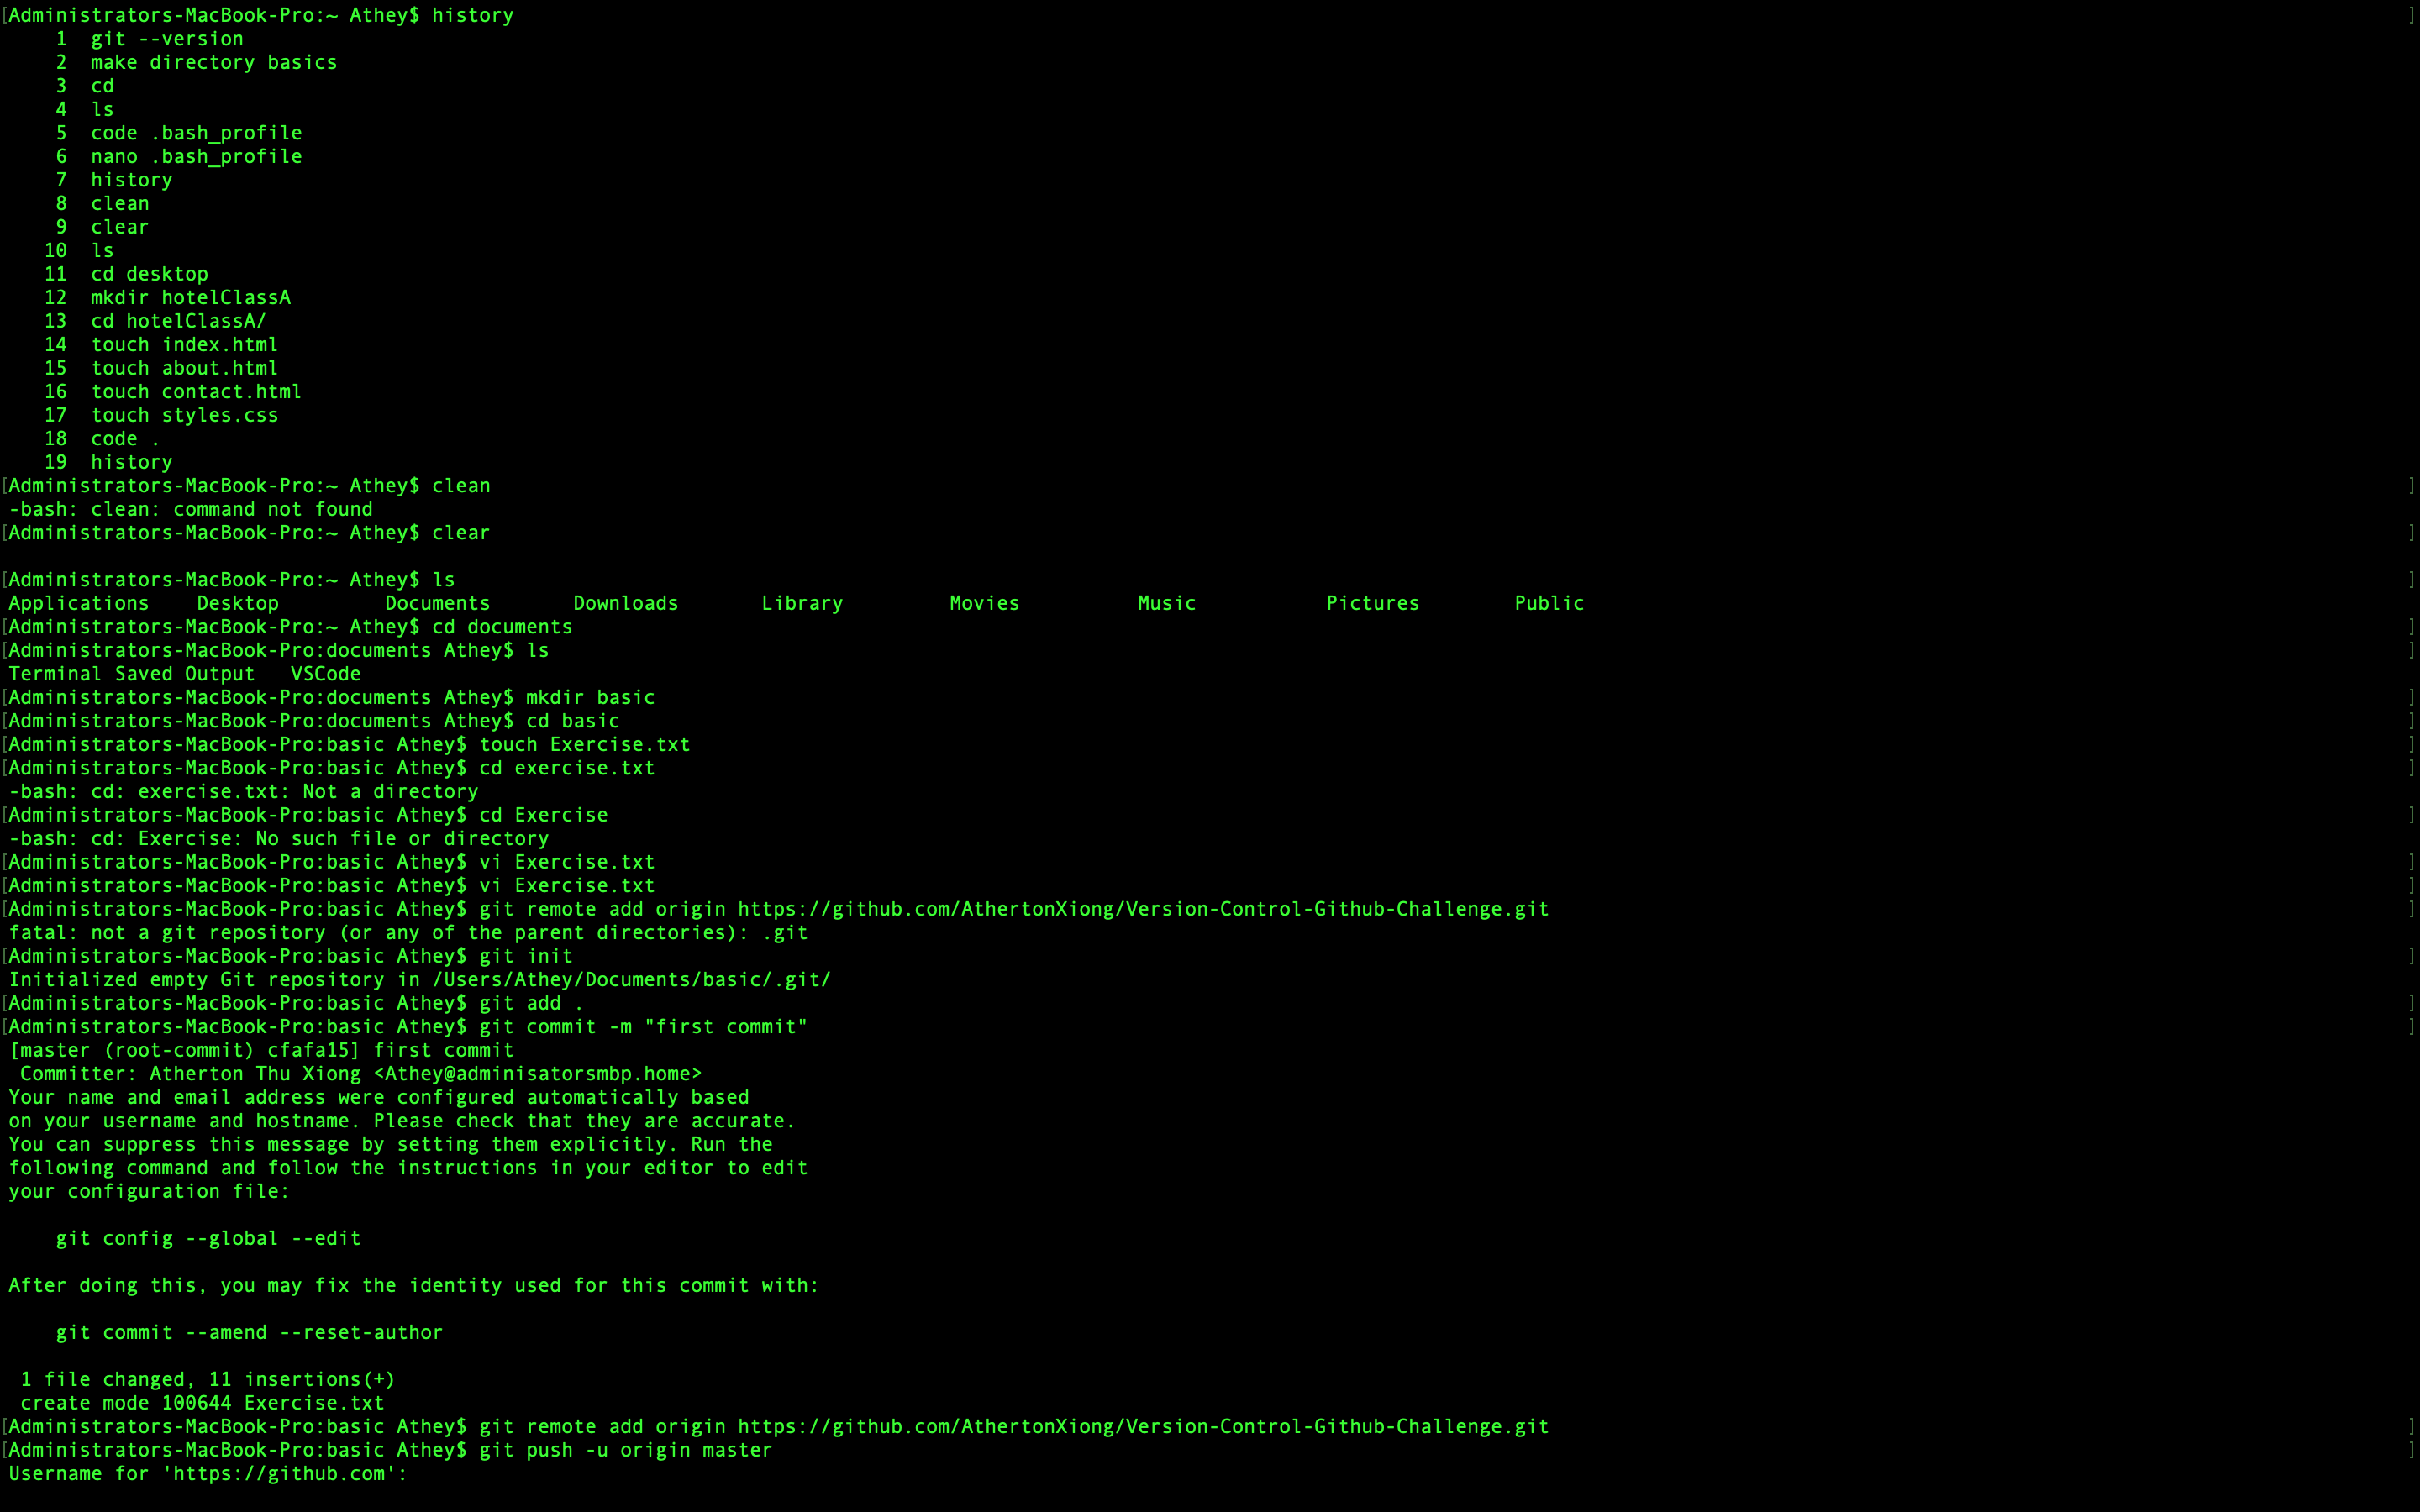 [Administrators-MacBook-Pro:~ Athey$ history ]
1 git --version
2 make directory basics
3 cd
4 ls
5 code .bash_profile
6 nano .bash_profile
7 history
8 clean
9 clear
10 ls
11 cd desktop
12 mkdir hotelClassA
13 cd hotelClassA/
14 touch index.html
15 touch about.html
16 touch contact.html
17 touch styles.css
18 code .
19 history
[Administrators-MacBook-Pro:~ Athey$ clean ]
-bash: clean: command not found
[Administrators-MacBook-Pro:~ Athey$ clear ]
[Administrators-MacBook-Pro:~ Athey$ ls ]
Applications Desktop Documents Downloads Library Movies Music Pictures Public
[Administrators-MacBook-Pro:~ Athey$ cd documents ]
[Administrators-MacBook-Pro:documents Athey$ ls ]
Terminal Saved Output VSCode
[Administrators-MacBook-Pro:documents Athey$ mkdir basic ]
[Administrators-MacBook-Pro:documents Athey$ cd basic ]
[Administrators-MacBook-Pro:basic Athey$ touch Exercise.txt ]
[Administrators-MacBook-Pro:basic Athey$ cd exercise.txt ]
-bash: cd: exercise.txt: Not a directory
[Administrators-MacBook-Pro:basic Athey$ cd Exercise ]
-bash: cd: Exercise: No such file or directory
[Administrators-MacBook-Pro:basic Athey$ vi Exercise.txt ]
[Administrators-MacBook-Pro:basic Athey$ vi Exercise.txt ]
[Administrators-MacBook-Pro:basic Athey$ git remote add origin https://github.com/AthertonXiong/Version-Control-Github-Challenge.git ]
fatal: not a git repository (or any of the parent directories): .git
[Administrators-MacBook-Pro:basic Athey$ git init ]
Initialized empty Git repository in /Users/Athey/Documents/basic/.git/
[Administrators-MacBook-Pro:basic Athey$ git add . ]
[Administrators-MacBook-Pro:basic Athey$ git commit -m "first commit" ]
[master (root-commit) cfafa15] first commit
Committer: Atherton Thu Xiong <Athey@adminisatorsmbp.home>
Your name and email address were configured automatically based
on your username and hostname. Please check that they are accurate.
You can suppress this message by setting them explicitly. Run the
following command and follow the instructions in your editor to edit
your configuration file:
git config --global --edit
After doing this, you may fix the identity used for this commit with:
git commit --amend --reset-author
1 file changed, 11 insertions(+)
create mode 100644 Exercise.txt
[Administrators-MacBook-Pro:basic Athey$ git remote add origin https://github.com/AthertonXiong/Version-Control-Github-Challenge.git ]
[Administrators-MacBook-Pro:basic Athey$ git push -u origin master ]
Username for 'https://github.com':